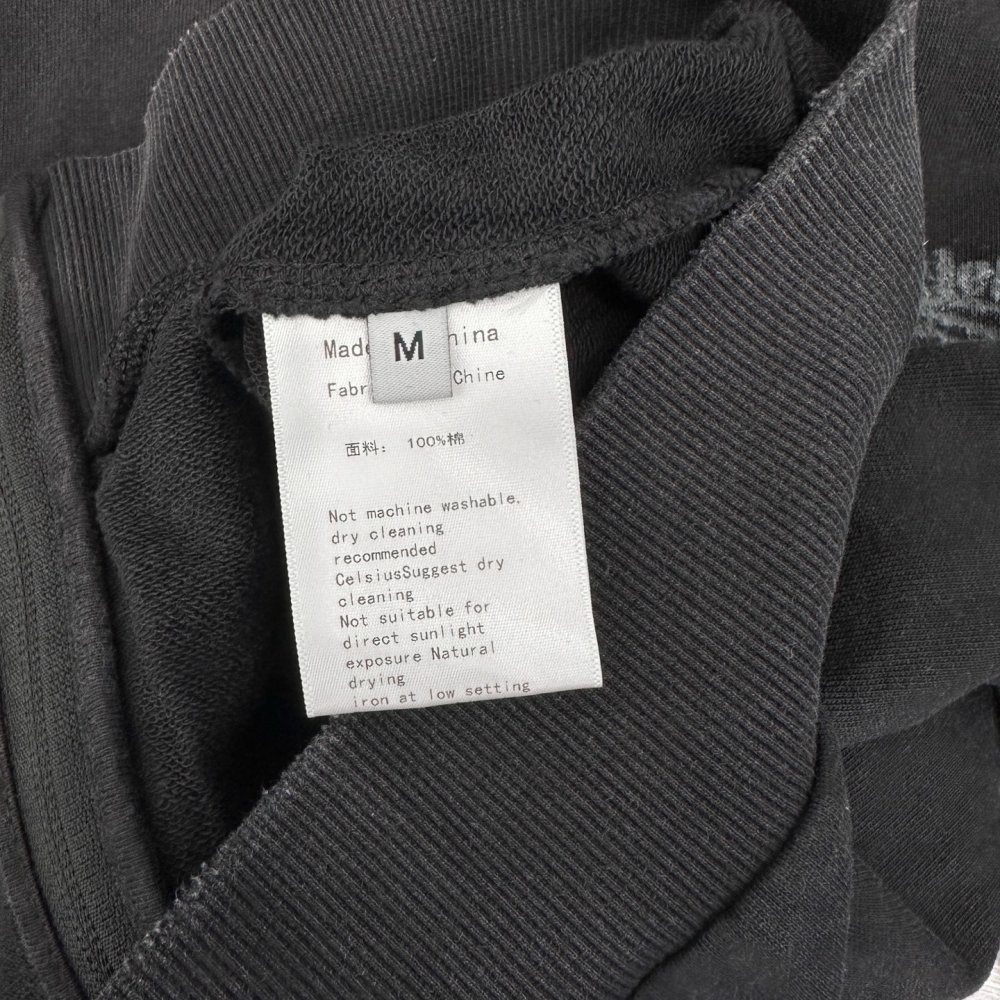 M
Made
hina
Fabr
Chine
面料: 100%棉
Not machine washable,
dry cleaning
recommended
CelsiusSuggest dry
cleaning
Not suitable for
direct sunlight
exposure Natural
drying
iron at low setting